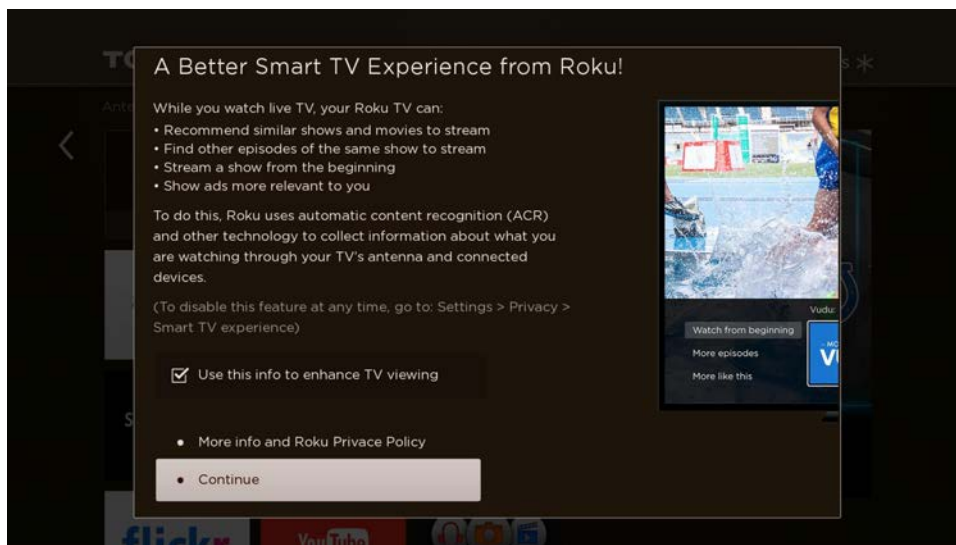 A Better Smart TV Experience from Roku!
While you watch live TV, your Roku TV can:
• Recommend similar shows and movies to stream
• Find other episodes of the same show to stream
• Stream a show from the beginning
• Show ads more relevant to you
To do this, Roku uses automatic content recognition (ACR)
and other technology to collect information about what you
are watching through your TV's antenna and connected
devices.
(To disable this feature at any time, go to: Settings > Privacy >
Smart TV experience)
Use this info to enhance TV viewing
• More info and Roku Privace Policy
• Continue
Vudu:
Watch from beginning
More episodes
More like this
flickr
YouTube